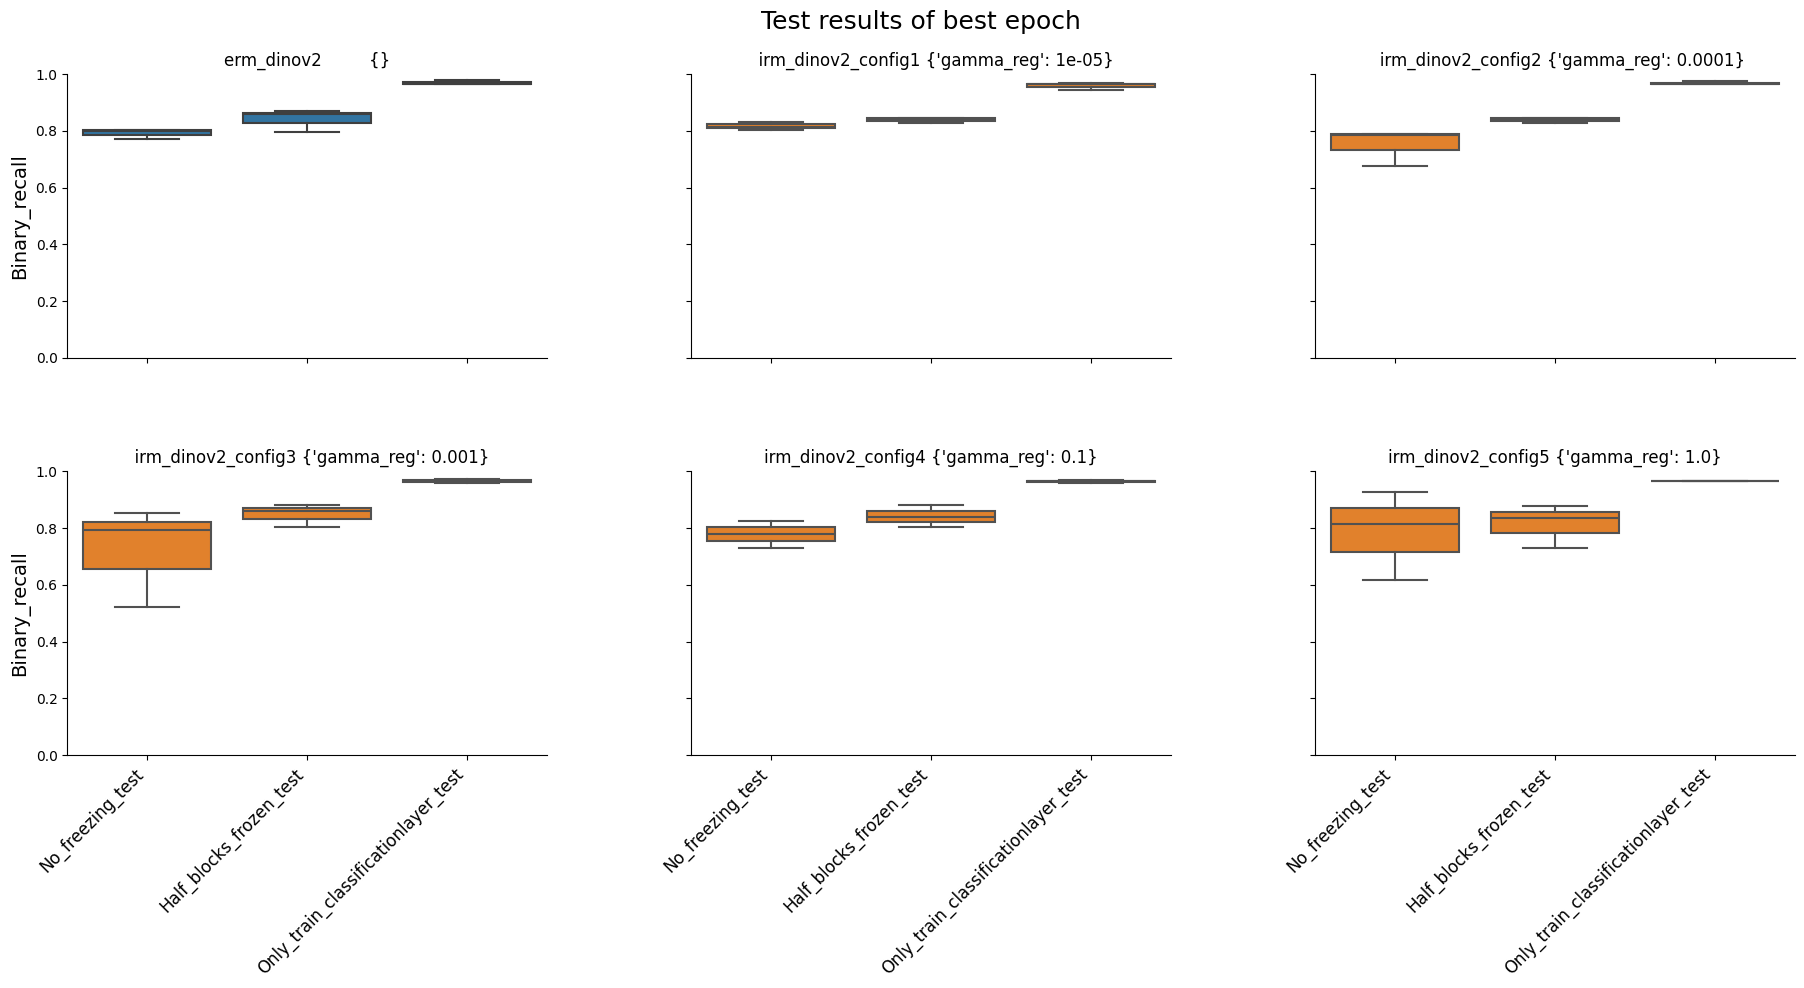 Test results of best epoch
erm_dinov2 {}
irm_dinov2_config1 {'gamma_reg': 1e-05}
irm_dinov2_config2 {'gamma_reg': 0.0001}
1.0
0.8
0.6
0.4
0.2
0.0
Binary_recall
irm_dinov2_config3 {'gamma_reg': 0.001}
irm_dinov2_config4 {'gamma_reg': 0.1}
irm_dinov2_config5 {'gamma_reg': 1.0}
1.0
0.8
0.6
0.4
0.2
0.0
Binary_recall
No_freezing_test
Half_blocks_frozen_test
Only_train_classificationlayer_test
No_freezing_test
Half_blocks_frozen_test
Only_train_classificationlayer_test
No_freezing_test
Half_blocks_frozen_test
Only_train_classificationlayer_test